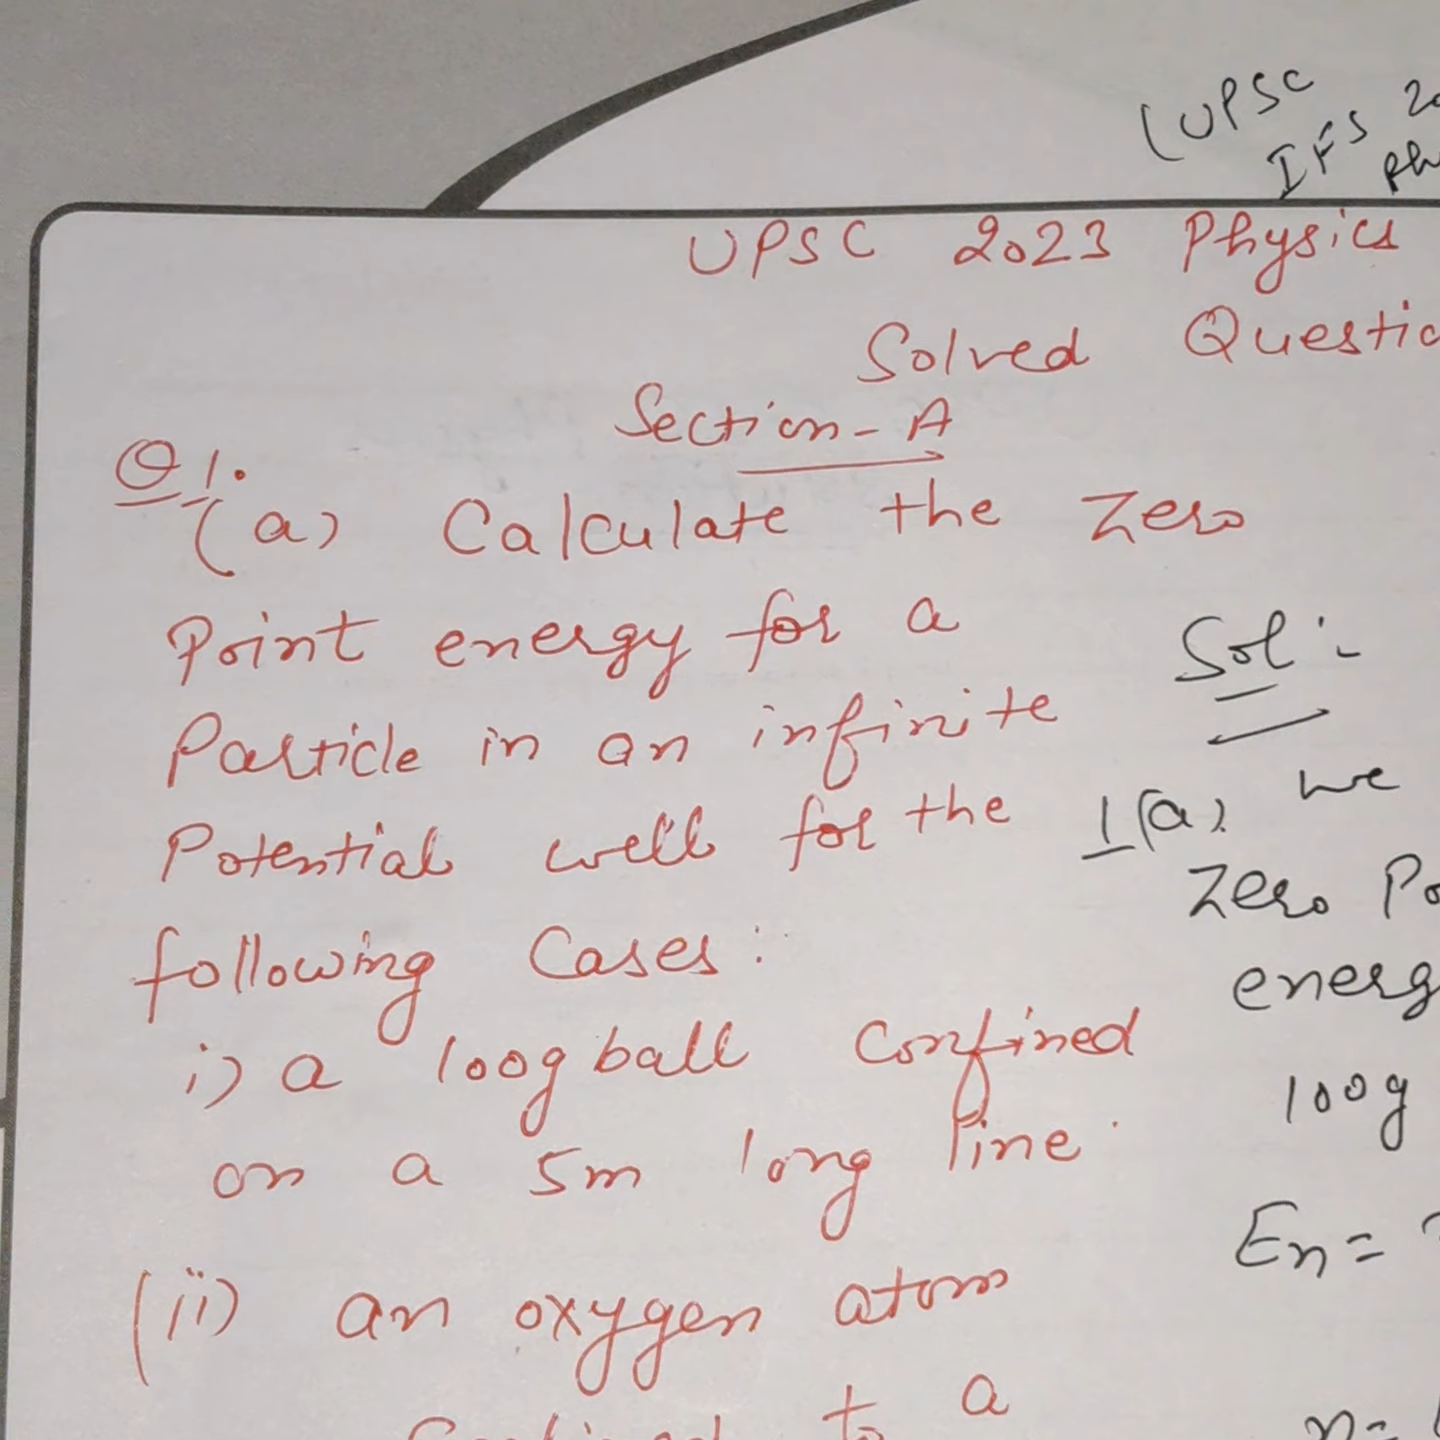 (UPSC
IFS
UPSC 2023 Physics
Solved
Section-A
Q1.
(a) Calculate the Zero
Point energy for a
Particle in an infinite
Potential well for the
following Cases:
i) a 100g ball confined
on a 5m long line.
(ii) an oxygen atom
to a
Sol:-
1(a). we
Zero
100g
En =
n=